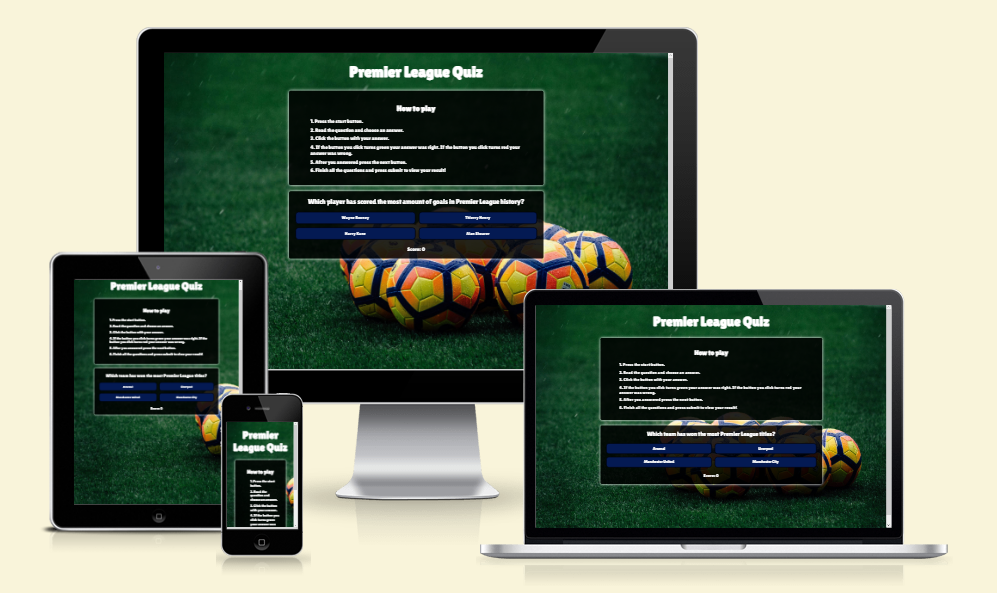 Premier League Quiz
How to play
1. Press the start button.
2. Read the question and choose an answer.
3. Click the button with your answer.
4. If the button you click turns green your answer was right. If the button you click turns red your
answer was wrong.
5. After you answered press the next button.
6. Finish all the questions and press submit to view your result!
Which player has scored the most amount of goals in Premier League history?
Wayne Rooney Thierry Henry
Harry Kane Alan Shearer
Score: 0
Premier League Quiz
How to play
1. Press the start button.
2. Read the question and choose an answer.
3. Click the button with your answer.
4. If the button you click turns green your answer was right. If the
button you click turns red your answer was wrong.
5. After you answered press the next button.
6. Finish all the questions and press submit to view your result!
Which team has won the most Premier League titles?
Arsenal Liverpool
Manchester United Manchester City
Score: 0
Premier
League Quiz
How to play
1. Press the start
button.
2. Read the
question and
choose an answer.
3. Click the button
with your answer.
4. If the button you
click turns green
your answer was
Premier League Quiz
How to play
1. Press the start button.
2. Read the question and choose an answer.
3. Click the button with your answer.
4. If the button you click turns green your answer was right. If the button you click turns red your
answer was wrong.
5. After you answered press the next button.
6. Finish all the questions and press submit to view your result!
Which team has won the most Premier League titles?
Arsenal Liverpool
Manchester United Manchester City
Score: 0